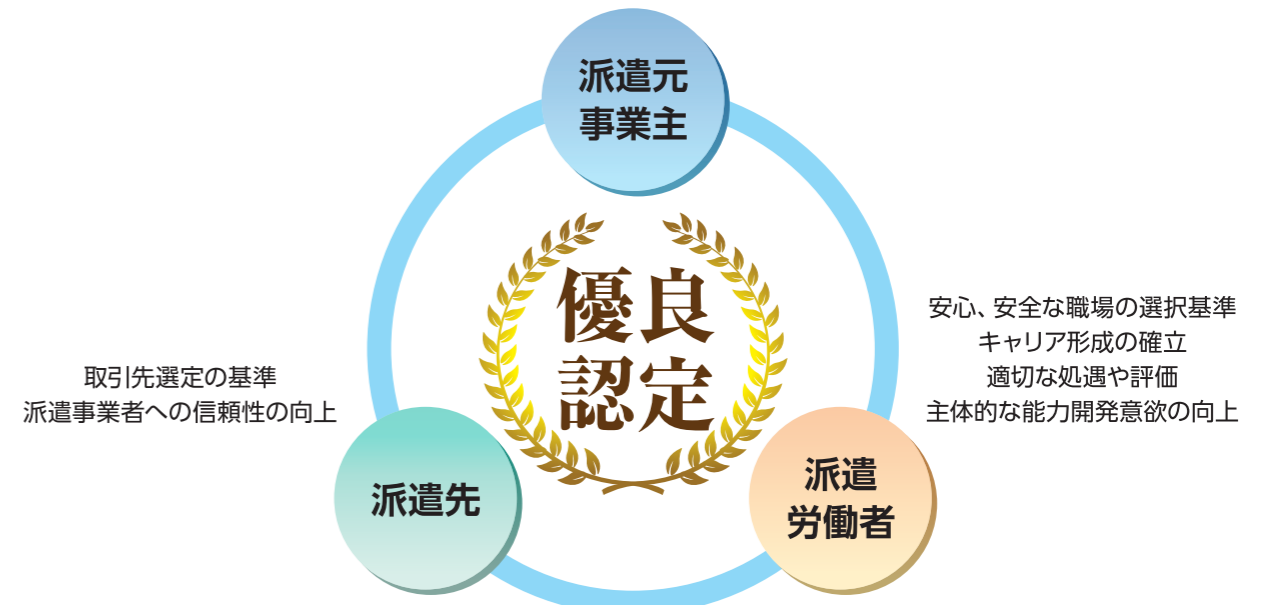 派遣元
事業主
優良
認定
取引先選定の基準
派遣事業者への信頼性の向上
派遣先
安心、安全な職場の選択基準
キャリア形成の確立
適切な処遇や評価
主体的な能力開発意欲の向上
派遣
労働者